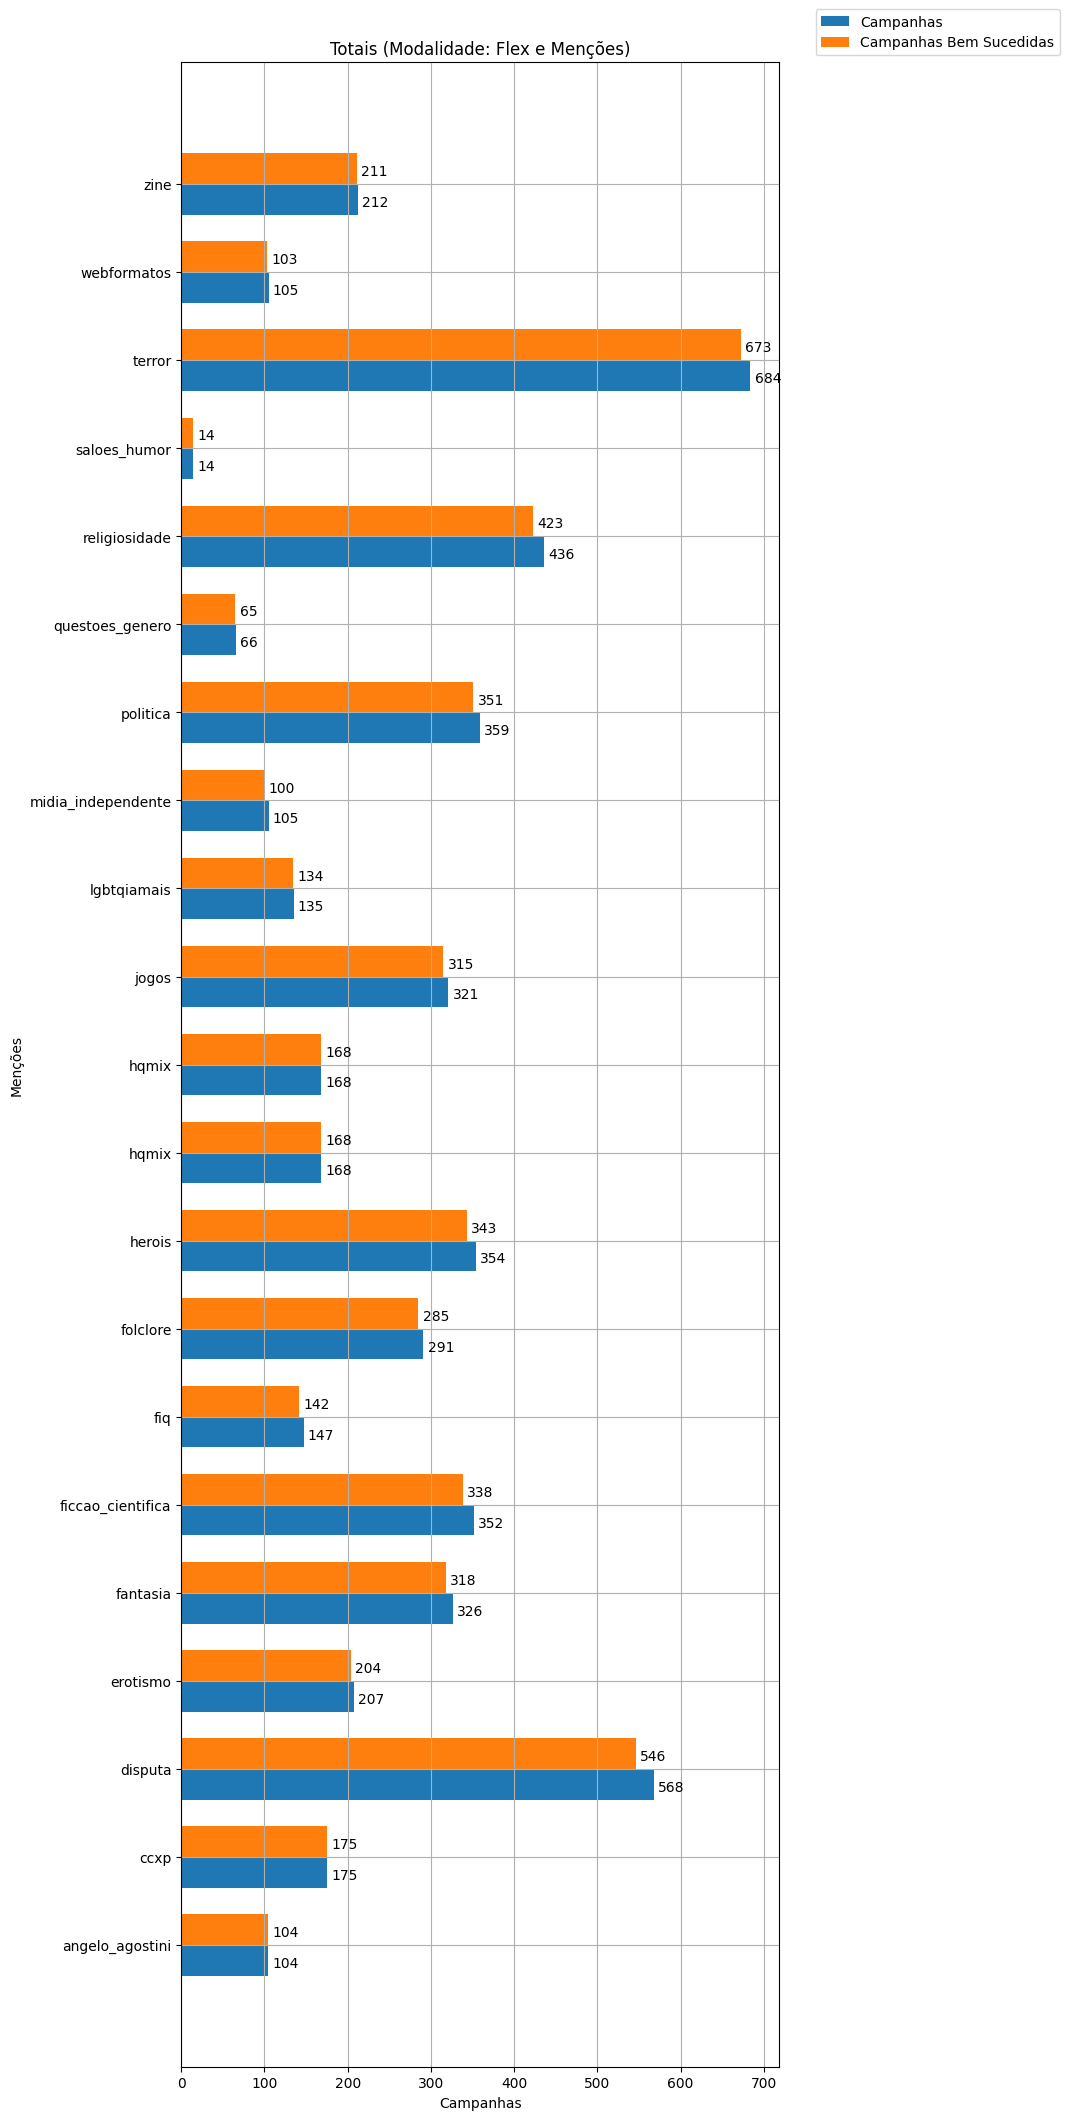 Campanhas
Campanhas Bem Sucedidas
Totais (Modalidade: Flex e Menções)
zine
211
212
webformatos
103
105
terror
673
684
saloes_humor
14
14
religiosidade
423
436
questoes_genero
65
66
politica
351
359
midia_independente
100
105
lgbtqiamais
134
135
jogos
315
321
hqmix
168
168
hqmix
168
168
herois
343
354
folclore
285
291
fiq
142
147
ficcao_cientifica
338
352
fantasia
318
326
erotismo
204
207
disputa
546
568
ccxp
175
175
angelo_agostini
104
104
Menções
0 100 200 300 400 500 600 700
Campanhas